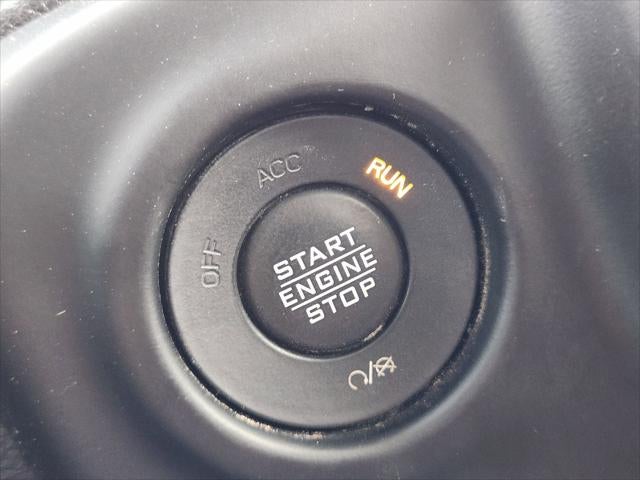 ACC
RUN
OFF
START
ENGINE
STOP